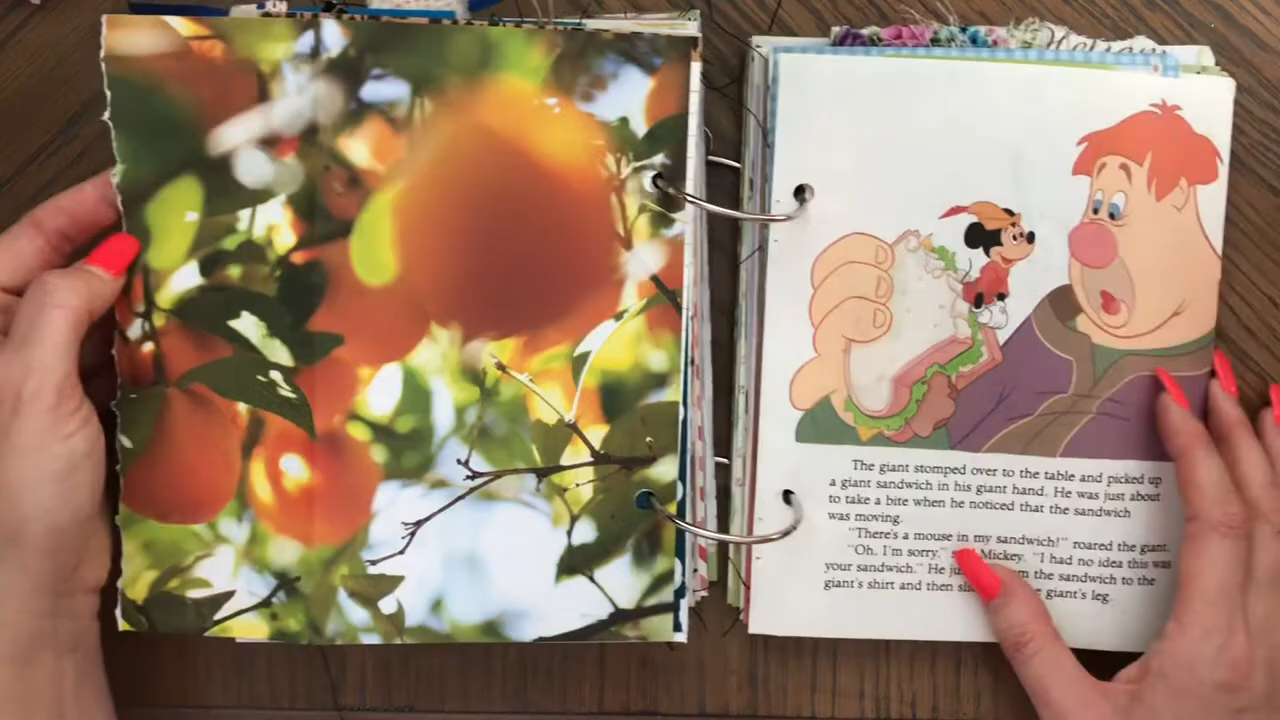 The giant stomped over to the table and picked up
a giant sandwich in his giant hand. He was just about
to take a bite when he noticed that the sandwich
was moving.
"There's a mouse in my sandwich!" roared the giant.
"Oh. I'm sorry," Mickey. "I had no idea this was
your sandwich." He the sandwich to the
giant's shirt and then giant's leg.